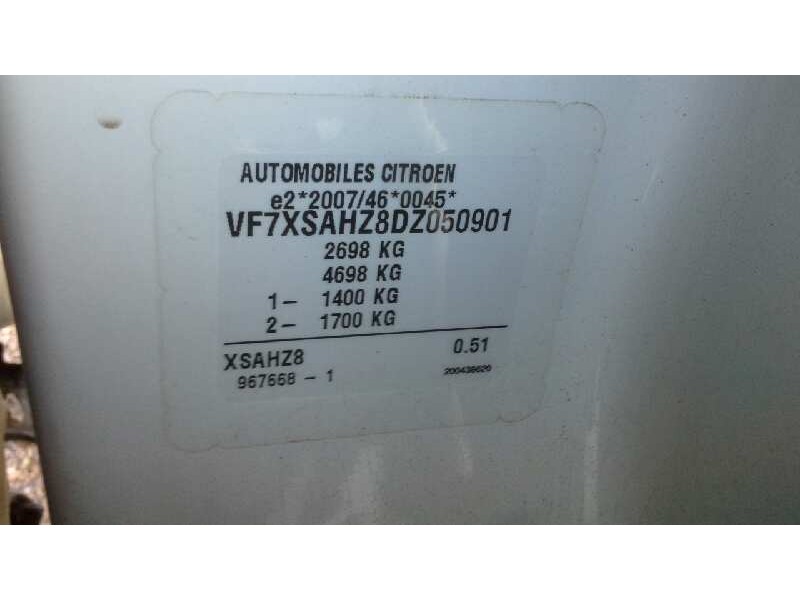 AUTOMOBILES CITROEN
e2*2007/46*0045*
VF7XSAHZ8DZ050901
2698 KG
4698 KG
1- 1400 KG
2- 1700 KG
XSAHZ8 0.51
967668 - 1 200438620